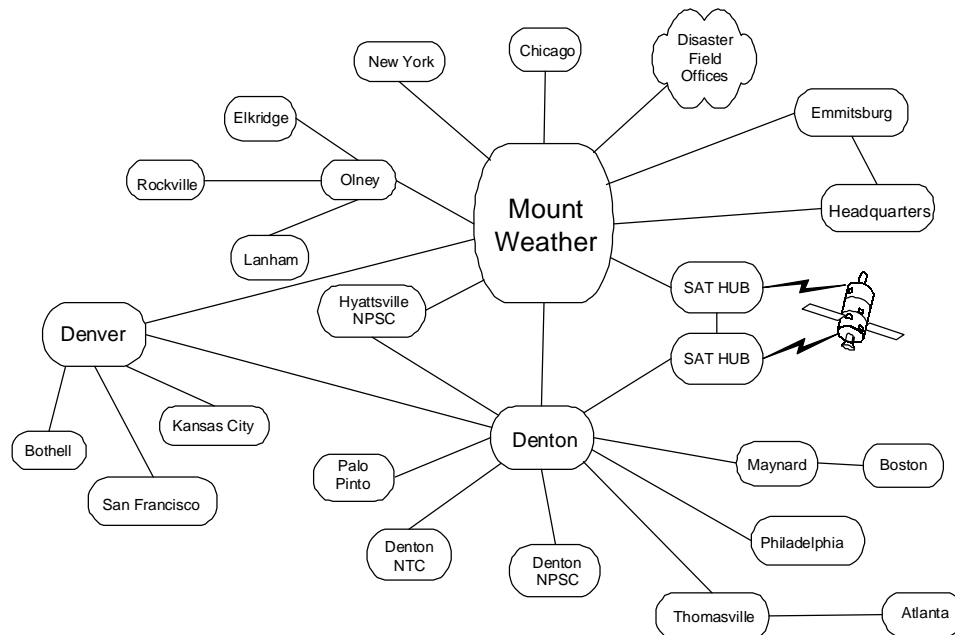 Chicago
Disaster
Field
Offices
New York
Elkridge
Emmitsburg
Rockville
Olney
Mount
Weather
Headquarters
Lanham
SAT HUB
Hyattsville
NPSC
Denver
SAT HUB
Kansas City
Denton
Bothell
Palo
Pinto
Maynard
Boston
San Francisco
Denton
NTC
Denton
NPSC
Philadelphia
Thomasville
Atlanta